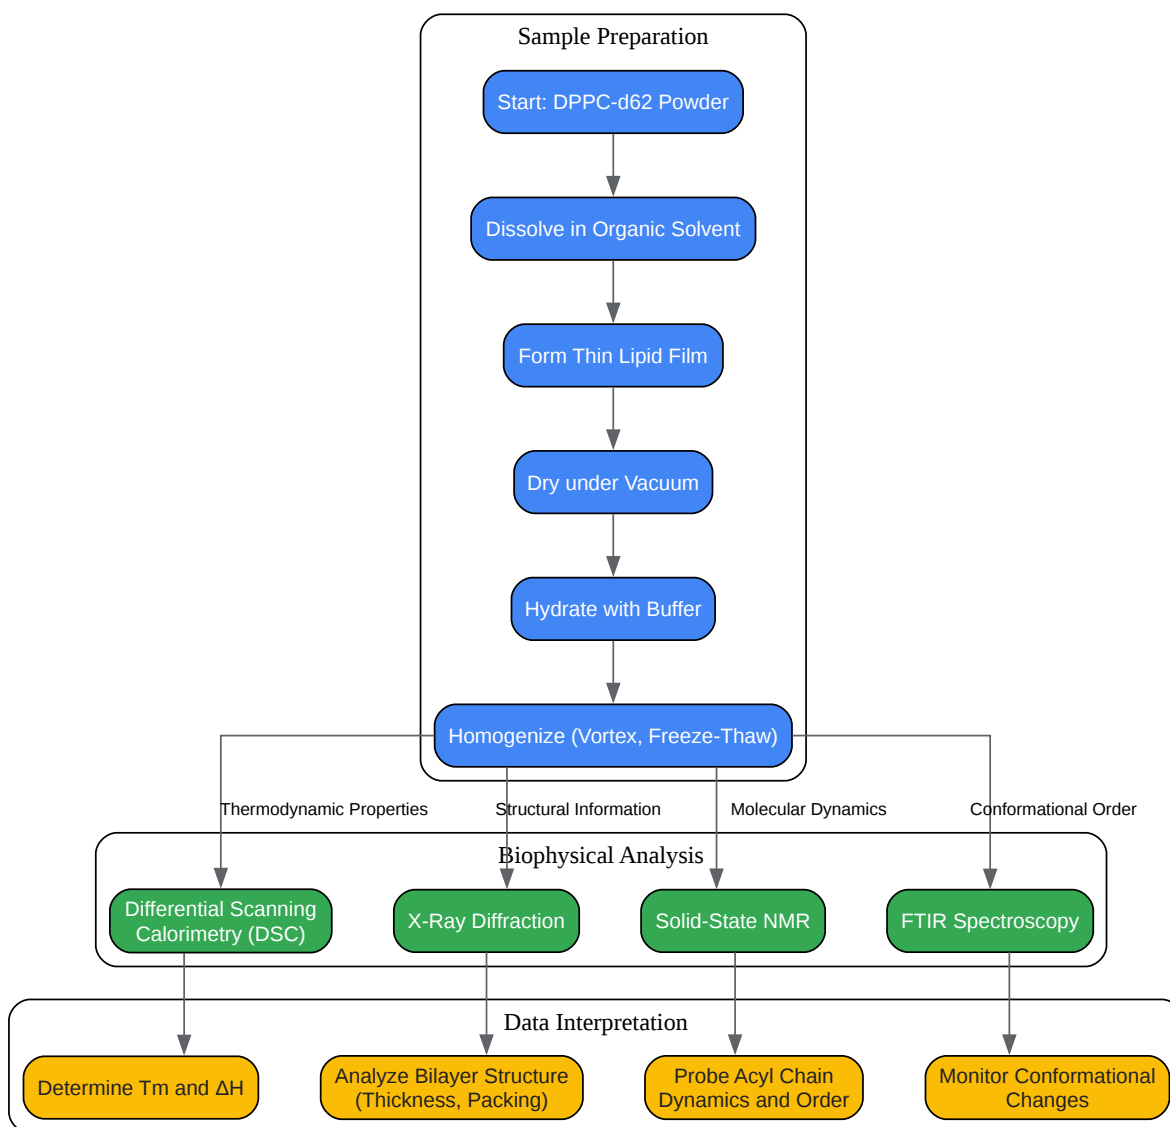 Sample Preparation
Start: DPPC-d62 Powder
Dissolve in Organic Solvent
Form Thin Lipid Film
Dry under Vacuum
Hydrate with Buffer
Homogenize (Vortex, Freeze-Thaw)
Thermodynamic Properties
Structural Information
Molecular Dynamics
Conformational Order
Biophysical Analysis
Differential Scanning
Calorimetry (DSC)
X-Ray Diffraction
Solid-State NMR
FTIR Spectroscopy
Data Interpretation
Determine Tm and ΔH
Analyze Bilayer Structure
(Thickness, Packing)
Probe Acyl Chain
Dynamics and Order
Monitor Conformational
Changes